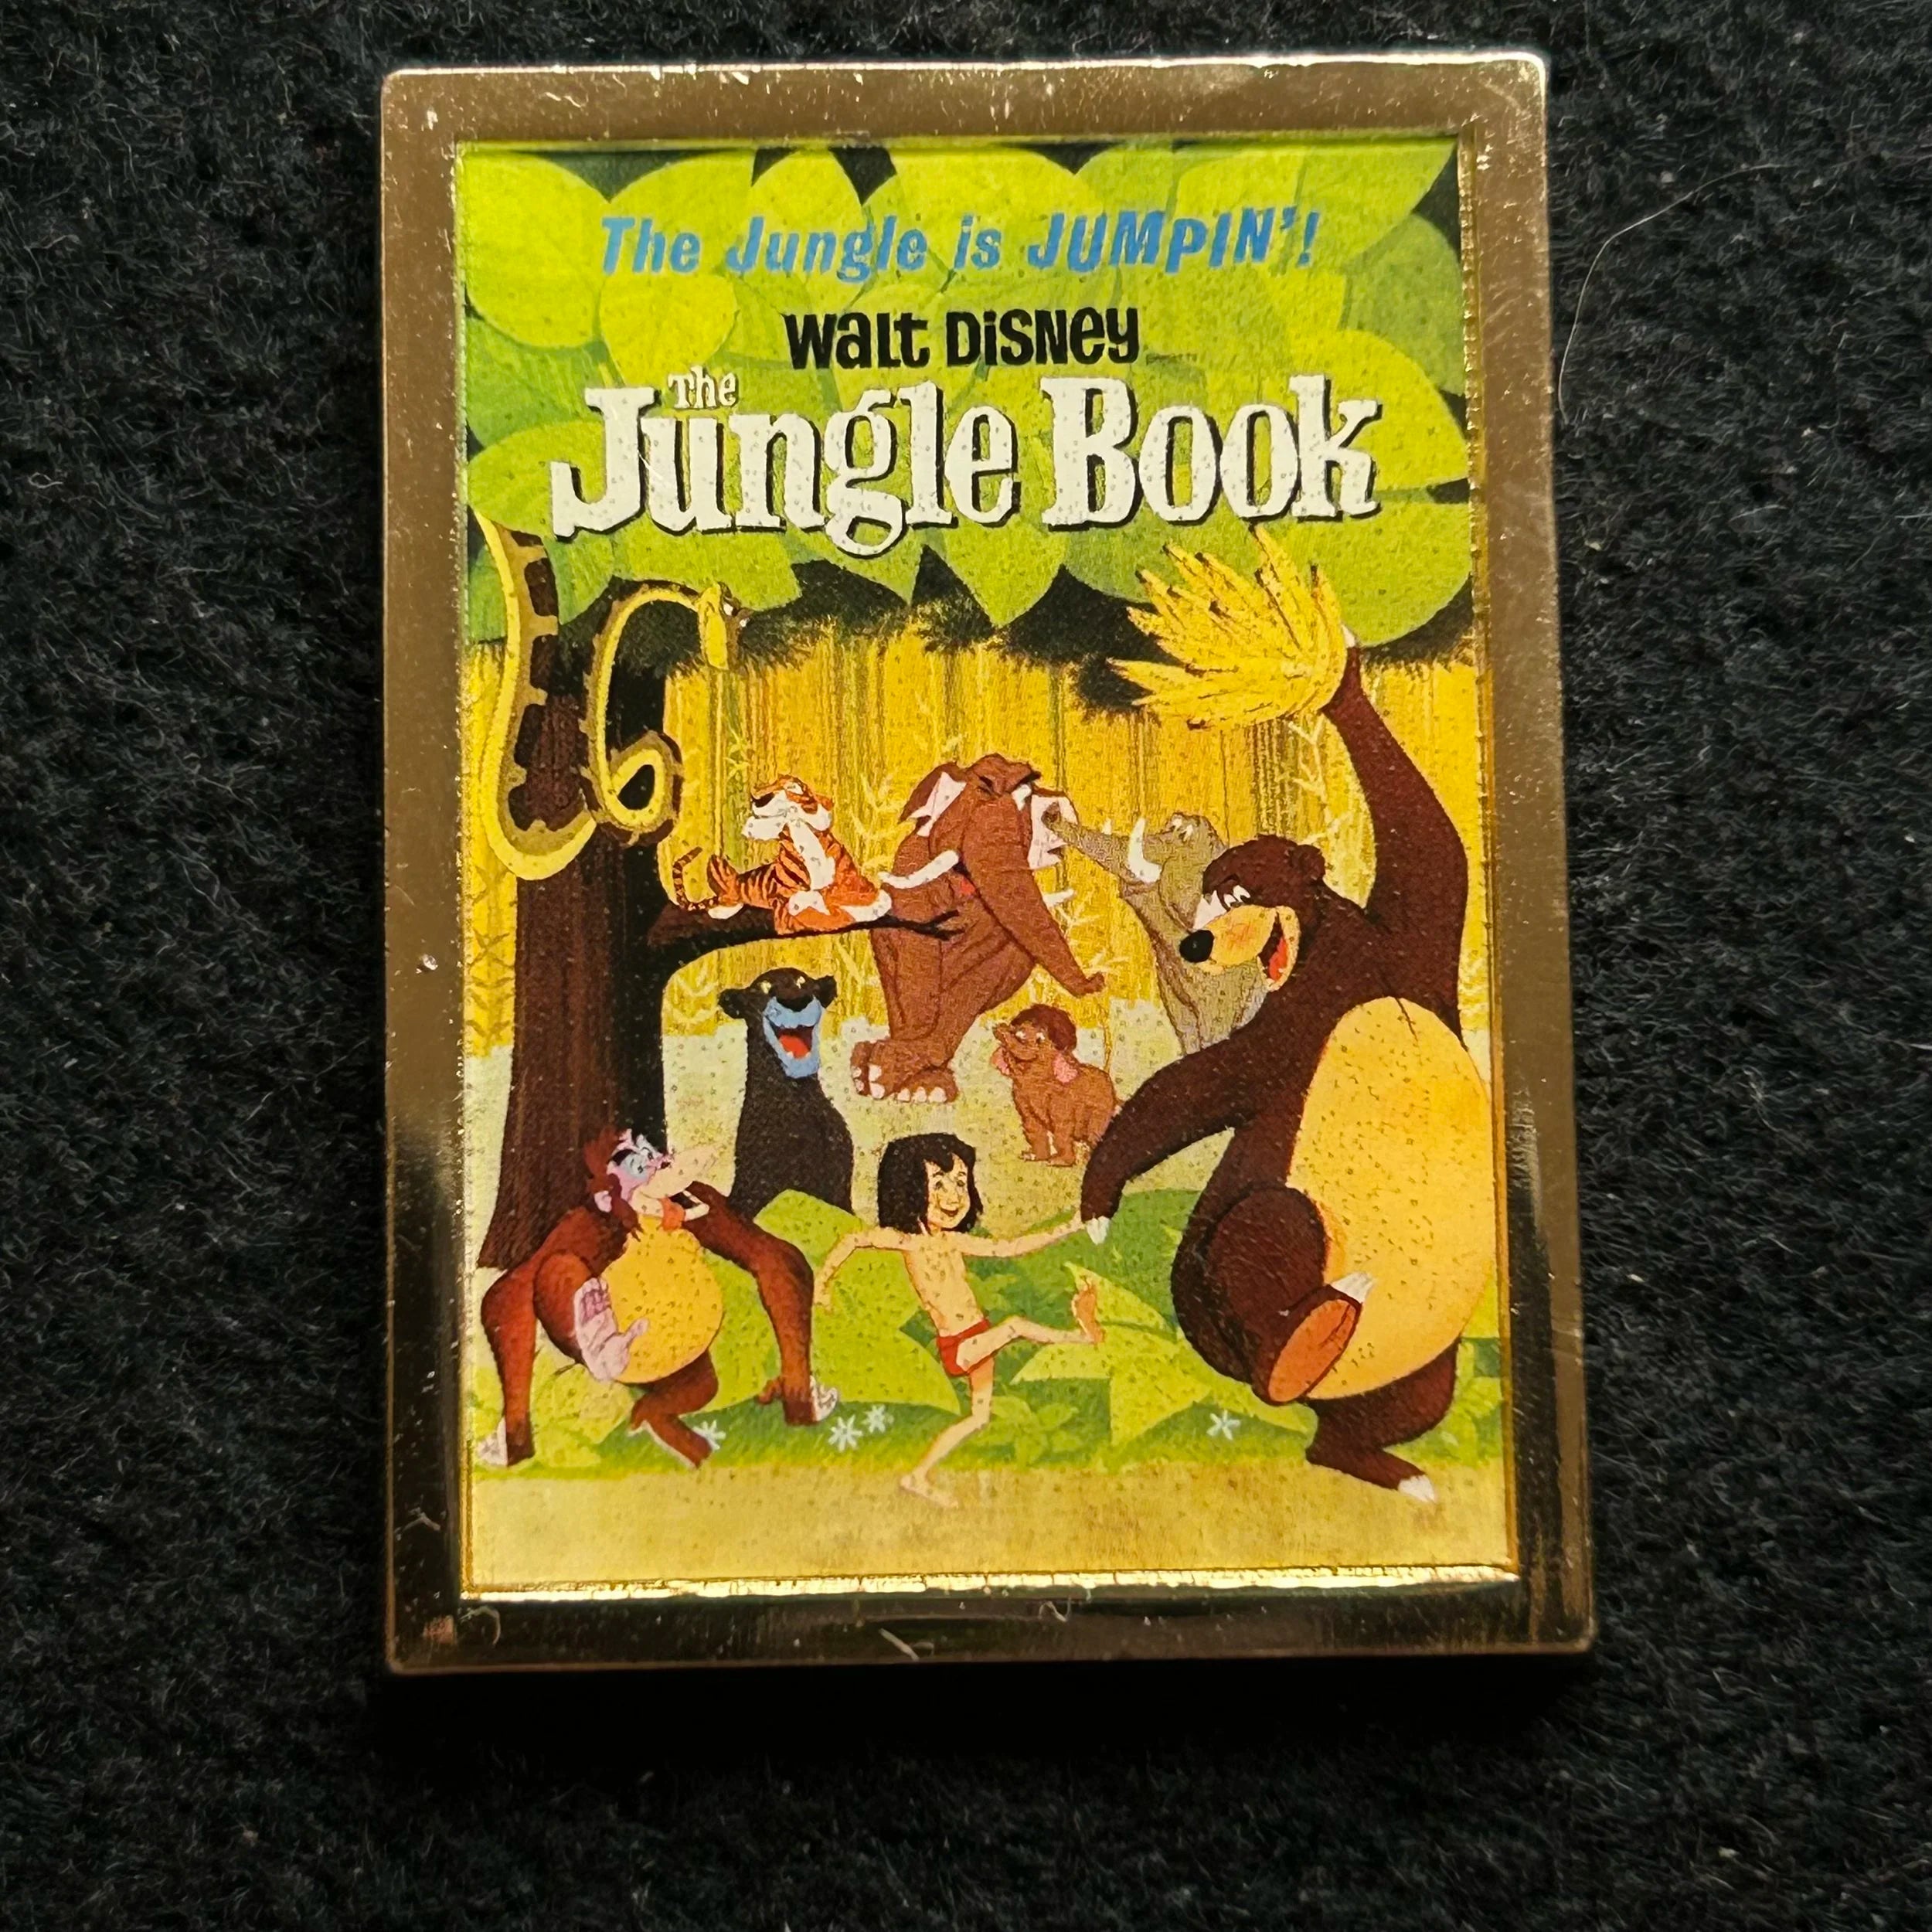 The Jungle is JUMPIN'!
WALT DiSNEY
The
Jungle Book